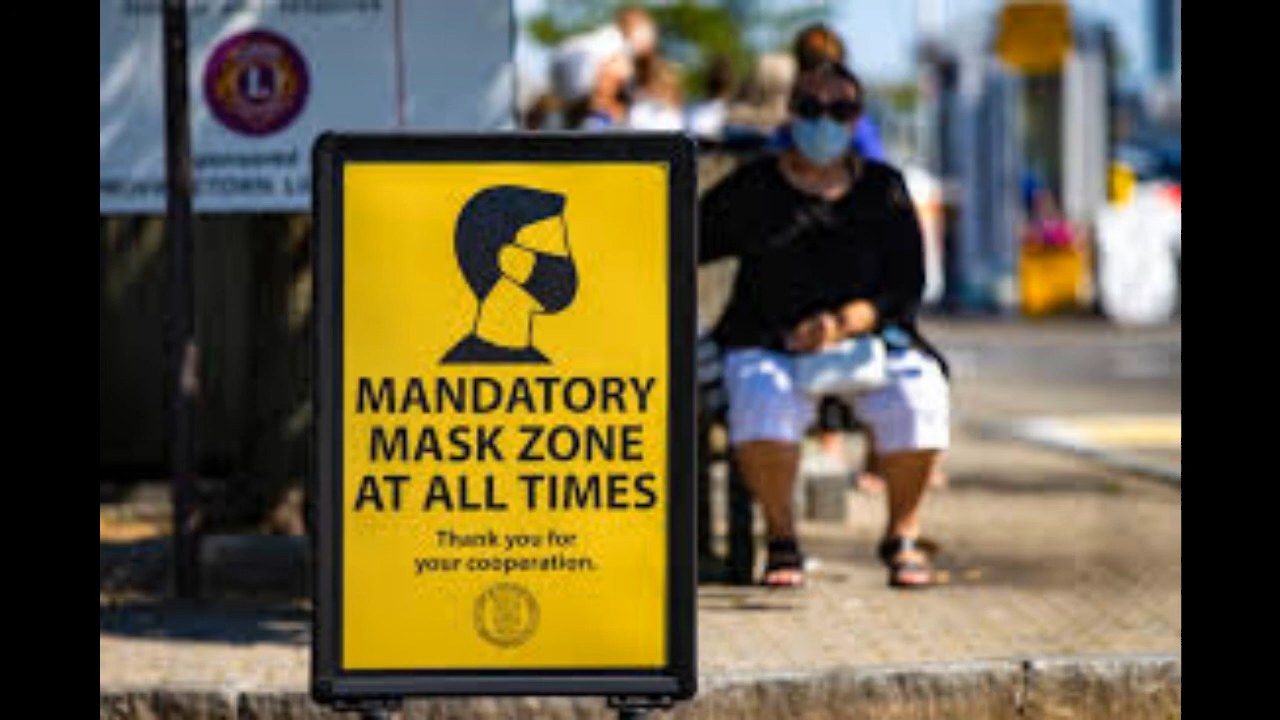 L
MANDATORY
MASK ZONE
AT ALL TIMES
Thank you for
your cooperation.